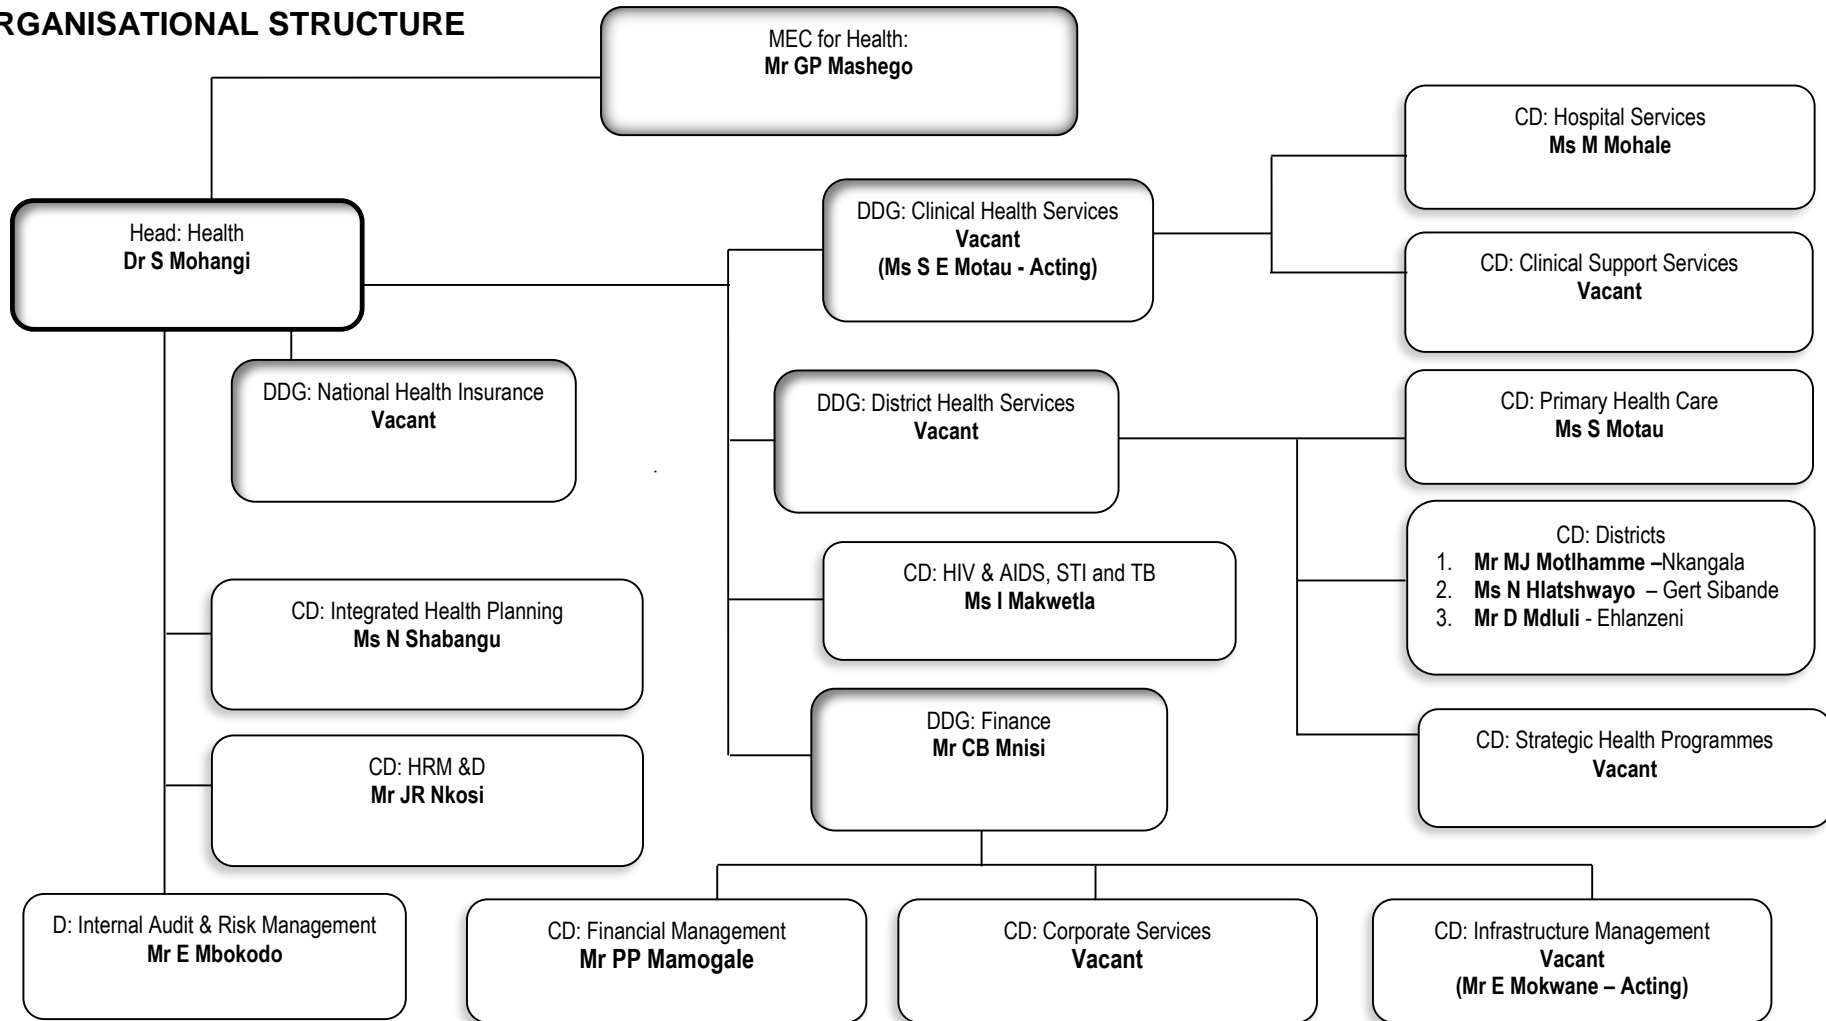 RGANISATIONAL STRUCTURE
MEC for Health:
Mr GP Mashego
Head: Health
Dr S Mohangi
DDG: National Health Insurance
Vacant
CD: Integrated Health Planning
Ms N Shabangu
CD: HRM &D
Mr JR Nkosi
D: Internal Audit & Risk Management
Mr E Mbokodo
DDG: Clinical Health Services
Vacant
(Ms S E Motau - Acting)
DDG: District Health Services
Vacant
CD: HIV & AIDS, STI and TB
Ms I Makwetla
DDG: Finance
Mr CB Mnisi
CD: Hospital Services
Ms M Mohale
CD: Clinical Support Services
Vacant
CD: Primary Health Care
Ms S Motau
CD: Districts
1. Mr MJ Motlhamme –Nkangala
2. Ms N Hlatshwayo – Gert Sibande
3. Mr D Mdluli - Ehlanzeni
CD: Strategic Health Programmes
Vacant
CD: Financial Management
Mr PP Mamogale
CD: Corporate Services
Vacant
CD: Infrastructure Management
Vacant
(Mr E Mokwane – Acting)